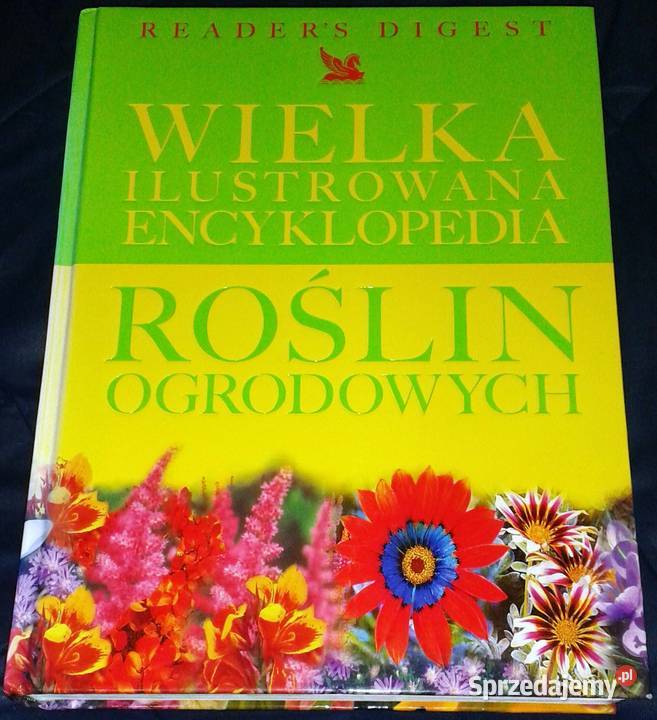 READER'S DIGEST
WIELKA
ILUSTROWANA
ENCYKLOPEDIA
ROŚLIN
OGRODOWYCH
Sprzedajemy.pl